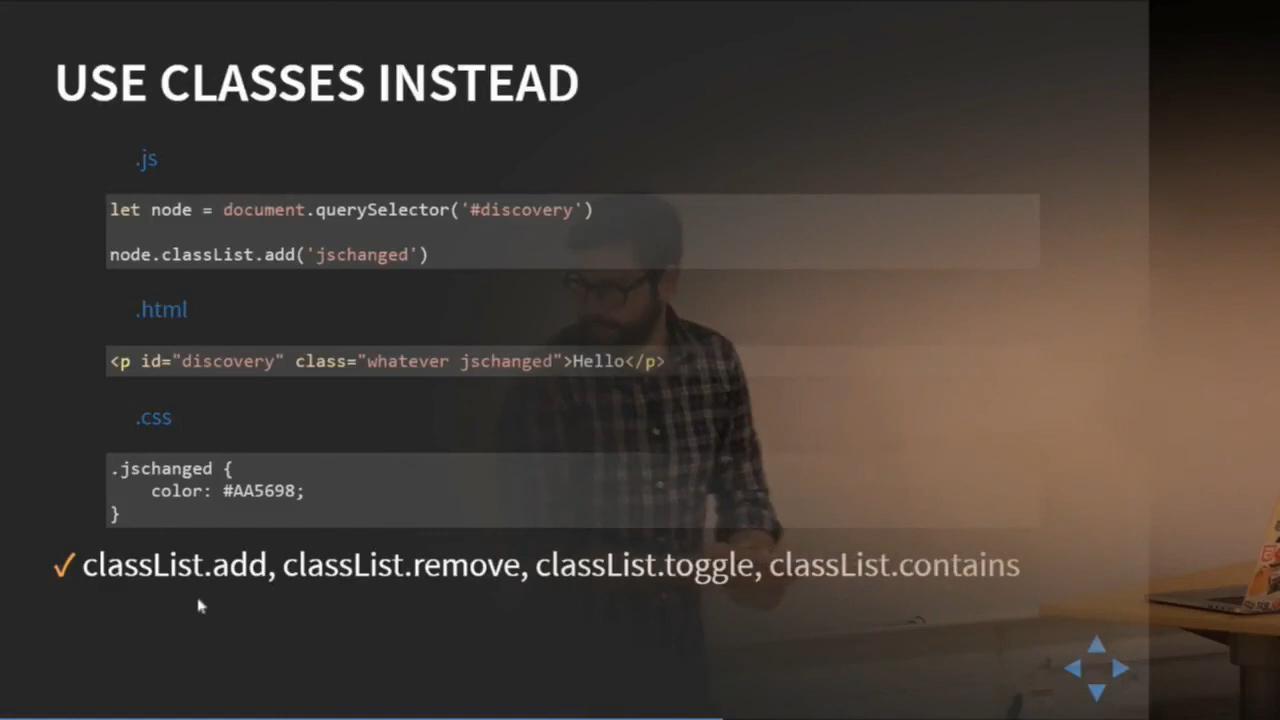 USE CLASSES INSTEAD
.js
let node = document.querySelector('#discovery')
node.classList.add('jschanged')
.html
<p id="discovery" class="whatever jschanged">Hello</p>
.css
.jschanged {
    color: #AA5698;
}
✓ classList.add, classList.remove, classList.toggle, classList.contains